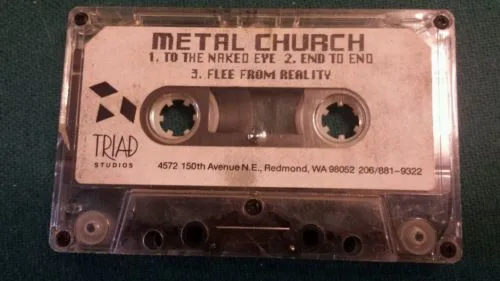 METAL CHURCH
1. TO THE NAKED EYE 2. END TO END
3. FLEE FROM REALITY
TRIAD
STUDIOS
4572 150th Avenue N.E., Redmond, WA 98052 206/881-9322